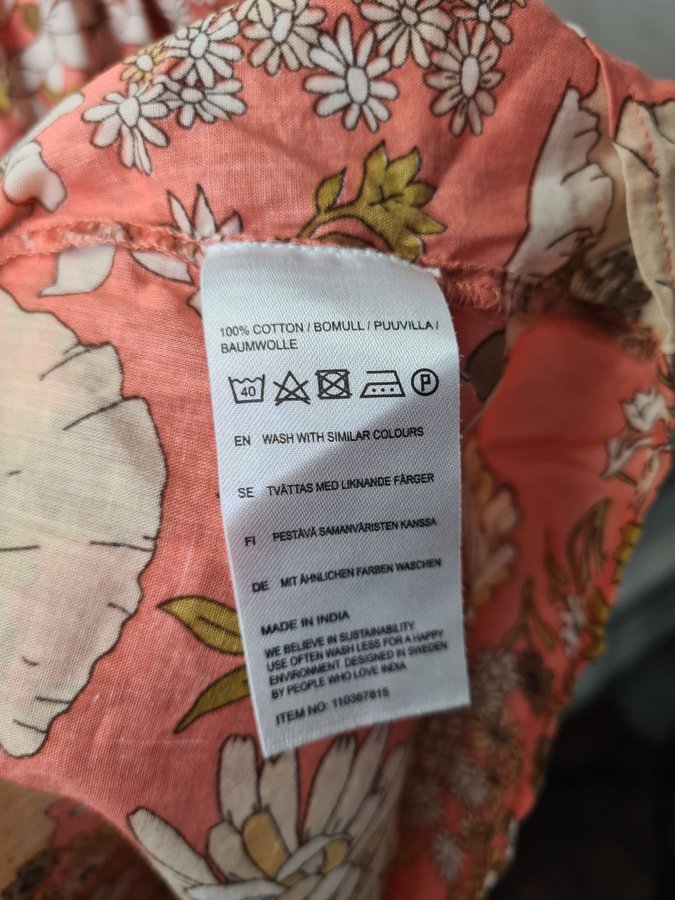 100% COTTON / BOMULL / PUUVILLA /
BAUMWOLLE
40 P
EN WASH WITH SIMILAR COLOURS
SE TVÄTTAS MED LIKNANDE FÄRGER
FI PESTÄVÄ SAMANVÄRISTEN KANSSA
DE MIT ÄHNLICHEN FARBEN WASCHEN
MADE IN INDIA
WE BELIEVE IN SUSTAINABILITY.
USE OFTEN WASH LESS FOR A HAPPY
ENVIRONMENT. DESIGNED IN SWEDEN
BY PEOPLE WHO LOVE INDIA
ITEM NO: 110367815